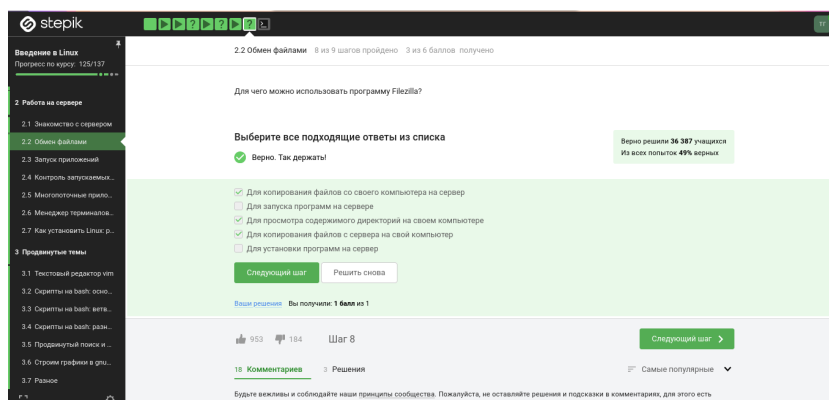 stepik
ТГ
Введение в Linux
Прогресс по курсу: 125/137
2 Работа на сервере
2.1 Знакомство с сервером
2.2 Обмен файлами
2.3 Запуск приложений
2.4 Контроль запускаемых...
2.5 Многопоточные прило...
2.6 Менеджер терминалов...
2.7 Как установить Linux: р...
3 Продвинутые темы
3.1 Текстовый редактор vim
3.2 Скрипты на bash: осно...
3.3 Скрипты на bash: ветв...
3.4 Скрипты на bash: разн...
3.5 Продвинутый поиск и ...
3.6 Строим графики в gnu...
3.7 Разное
2.2 Обмен файлами 8 из 9 шагов пройдено 3 из 6 баллов получено
Для чего можно использовать программу Filezilla?
Выберите все подходящие ответы из списка
Верно. Так держать!
Верно решили 36 387 учащихся
Из всех попыток 49% верных
Для копирования файлов со своего компьютера на сервер
Для запуска программ на сервере
Для просмотра содержимого директорий на своем компьютере
Для копирования файлов с сервера на свой компьютер
Для установки программ на сервер
Следующий шаг Решить снова
Ваши решения Вы получили: 1 балл из 1
953 184 Шаг 8 Следующий шаг
18 Комментариев 3 Решения Самые популярные
Будьте вежливы и соблюдайте наши принципы сообщества. Пожалуйста, не оставляйте решения и подсказки в комментариях, для этого есть